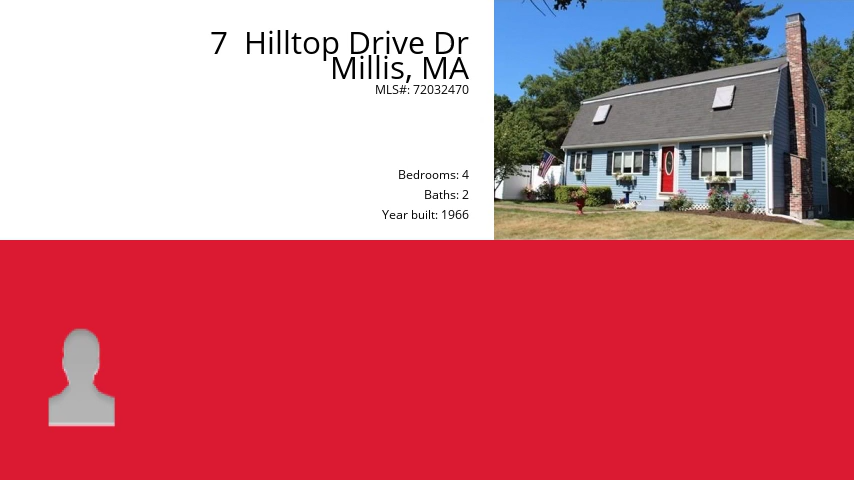 7  Hilltop Drive Dr
Millis, MA
MLS#: 72032470
Bedrooms: 4
Baths: 2
Year built: 1966